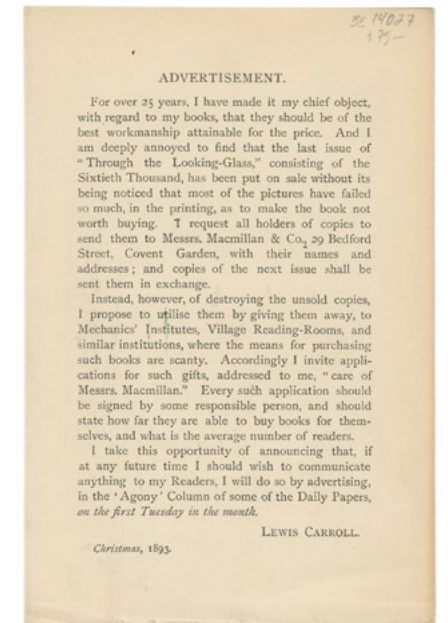 14027
$75—
ADVERTISEMENT.
For over 25 years, I have made it my chief object,
with regard to my books, that they should be of the
best workmanship attainable for the price. And I
am deeply annoyed to find that the last issue of
“Through the Looking-Glass,” consisting of the
Sixtieth Thousand, has been put on sale without its
being noticed that most of the pictures have failed
so much, in the printing, as to make the book not
worth buying. I request all holders of copies to
send them to Messrs. Macmillan & Co., 29 Bedford
Street, Covent Garden, with their names and
addresses; and copies of the next issue shall be
sent them in exchange.
Instead, however, of destroying the unsold copies,
I propose to utilise them by giving them away, to
Mechanics' Institutes, Village Reading-Rooms, and
similar institutions, where the means for purchasing
such books are scanty. Accordingly I invite appli-
cations for such gifts, addressed to me, “care of
Messrs. Macmillan.” Every such application should
be signed by some responsible person, and should
state how far they are able to buy books for them-
selves, and what is the average number of readers.
I take this opportunity of announcing that, if
at any future time I should wish to communicate
anything to my Readers, I will do so by advertising,
in the ‘Agony’ Column of some of the Daily Papers,
on the first Tuesday in the month.
LEWIS CARROLL.
Christmas, 1893.